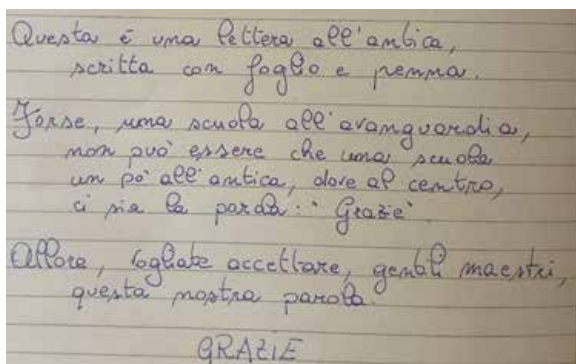 Questa è una lettera all'antica,
scritta con foglio e penna.
Forse, una scuola all'avanguardia,
non può essere che una scuola
un pò all'antica, dove al centro,
ci sia la parola: "Grazie".
Allora, vogliate accettare, gentili maestri,
questa nostra parola.
GRAZIE